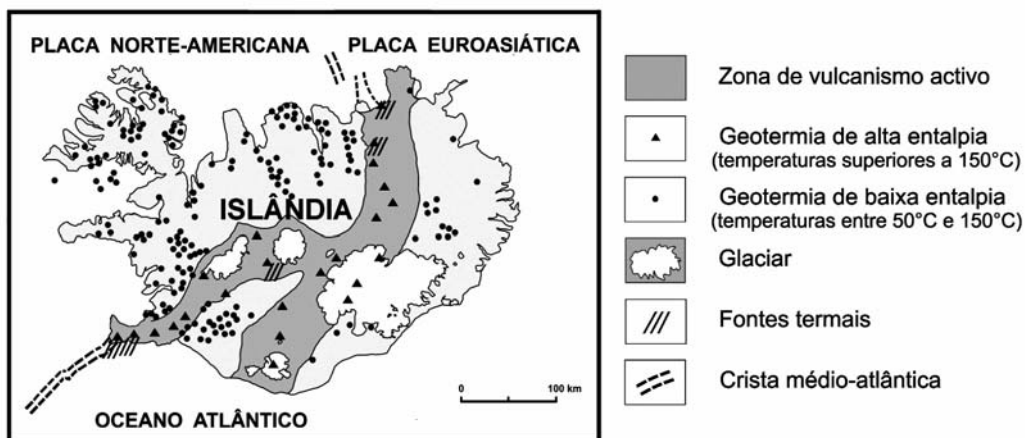 PLACA NORTE-AMERICANA
PLACA EUROASIÁTICA
ISLÂNDIA
0
100 km
OCEANO ATLÂNTICO
Zona de vulcanismo activo
Geotermia de alta entalpia
(temperaturas superiores a 150°C)
Geotermia de baixa entalpia
(temperaturas entre 50°C e 150°C)
Glaciar
Fontes termais
Crista médio-atlântica